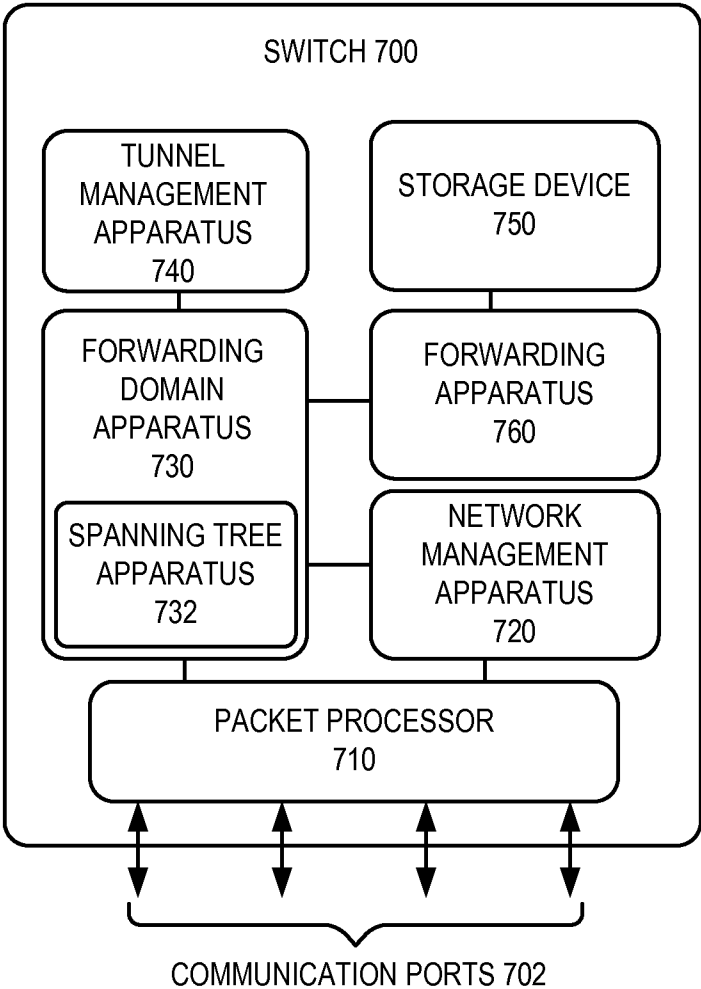 SWITCH 700
TUNNEL
MANAGEMENT
APPARATUS
740
STORAGE DEVICE
750
FORWARDING
DOMAIN
APPARATUS
730
FORWARDING
APPARATUS
760
SPANNING TREE
APPARATUS
732
NETWORK
MANAGEMENT
APPARATUS
720
PACKET PROCESSOR
710
COMMUNICATION PORTS 702